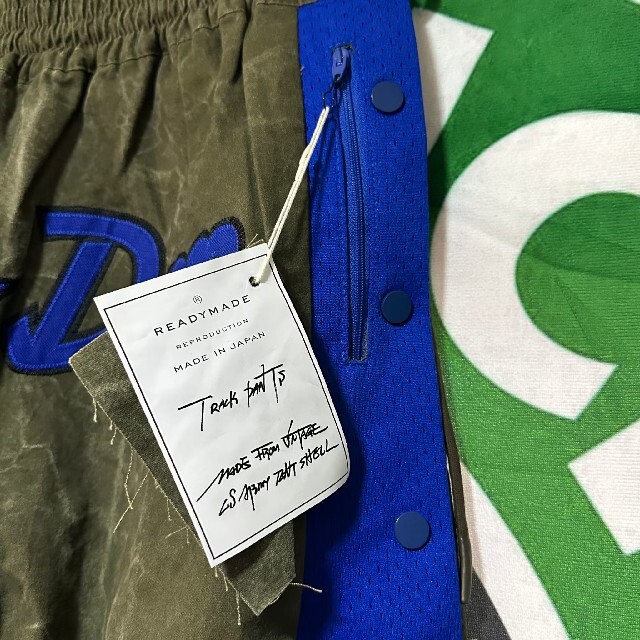 ®
READYMADE
REPRODUCTION
MADE IN JAPAN
TRACK PANTS
MADE FROM VINTAGE
US ARMY TENT SHELL